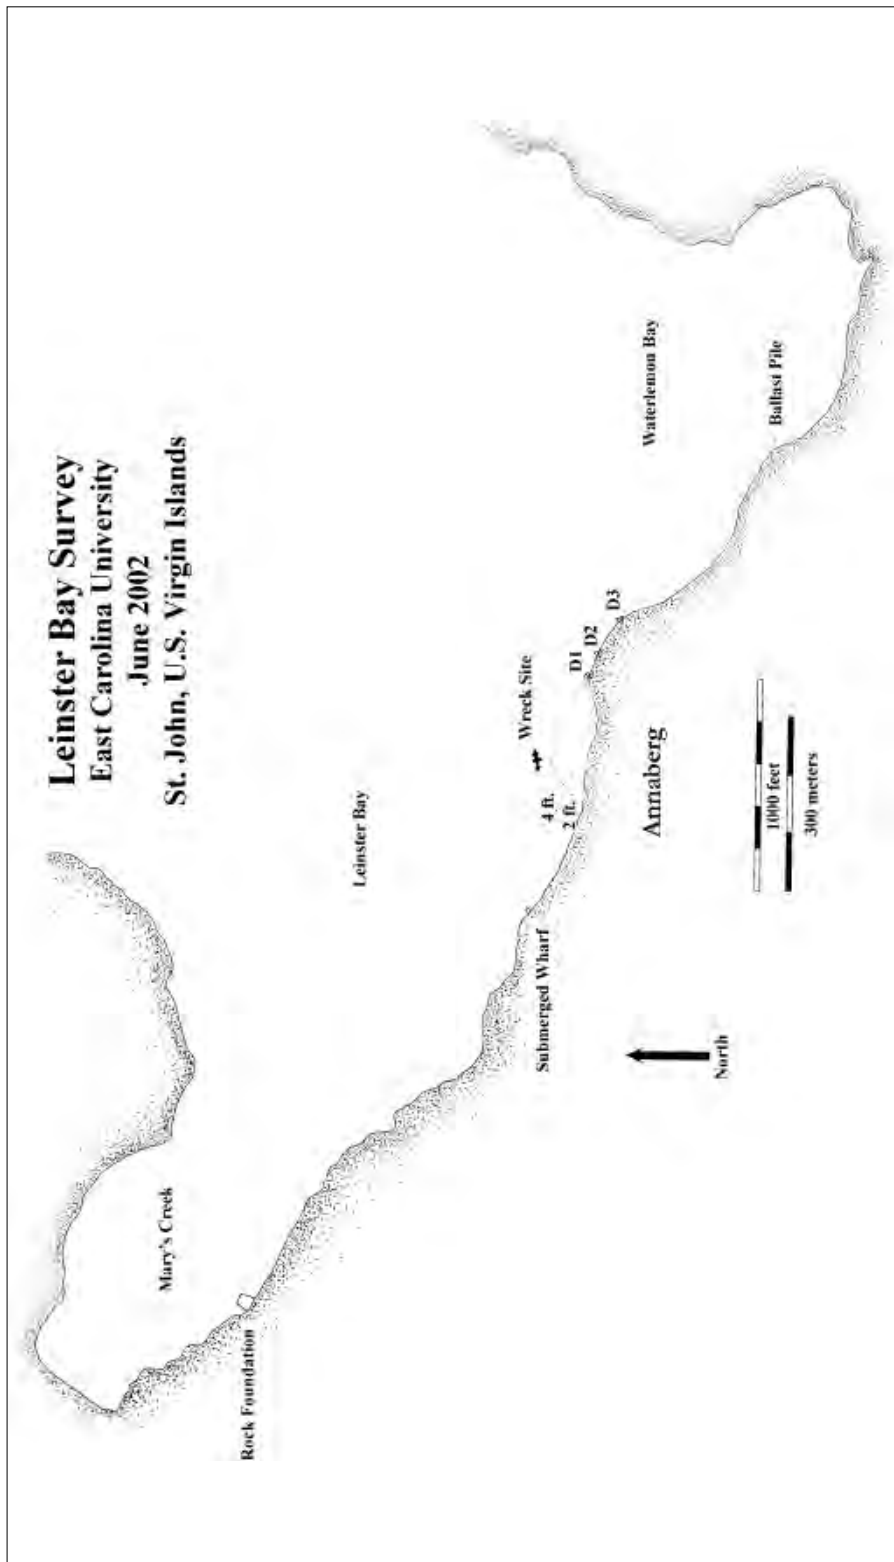 Leinster Bay Survey
East Carolina University
June 2002
St. John, U.S. Virgin Islands
Mary's Creek
Rock Foundation
Leinster Bay
Submerged Wharf
4 ft.
2 ft.
Wreck Site
D1
D2
D3
Waterlemon Bay
Ballast Pile
Annaberg
North
1000 feet
300 meters